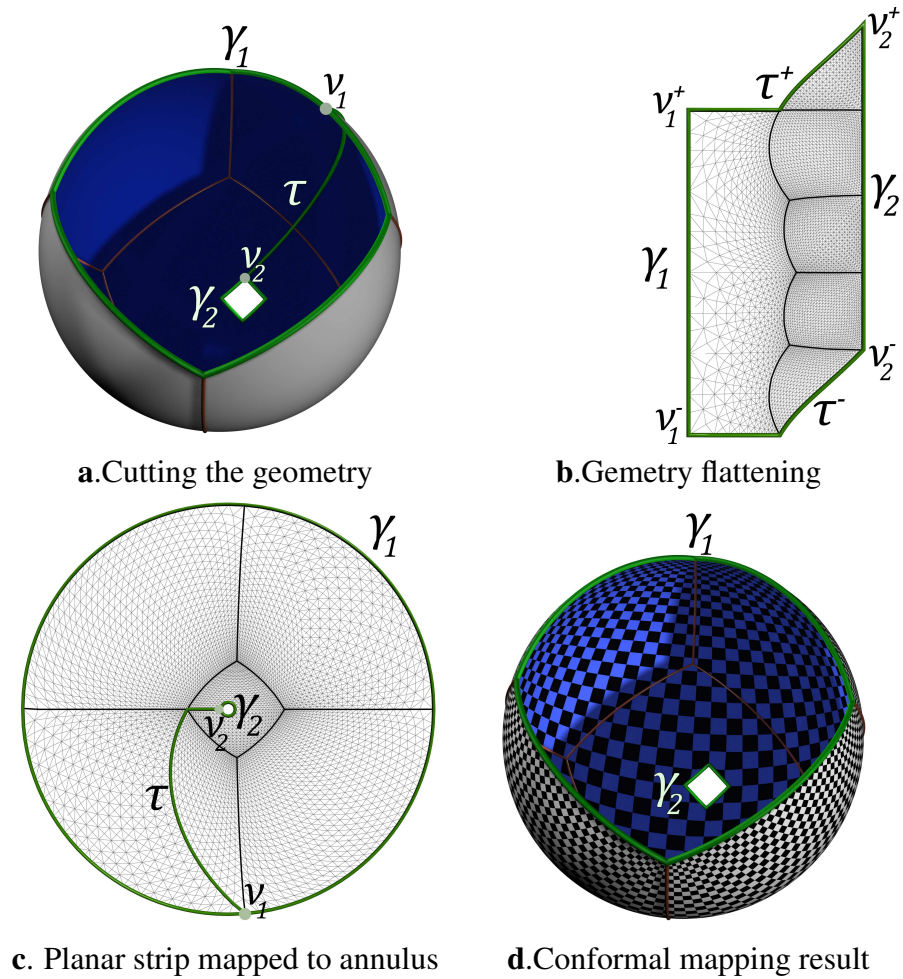 γ1
ν1
τ
ν2
γ2
ν2+
τ+
ν1+
γ2
γ1
ν2-
ν1-
τ-
a.Cutting the geometry
b.Gemetry flattening
γ1
γ2
ν2
τ
ν1
γ1
γ2
c. Planar strip mapped to annulus
d.Conformal mapping result